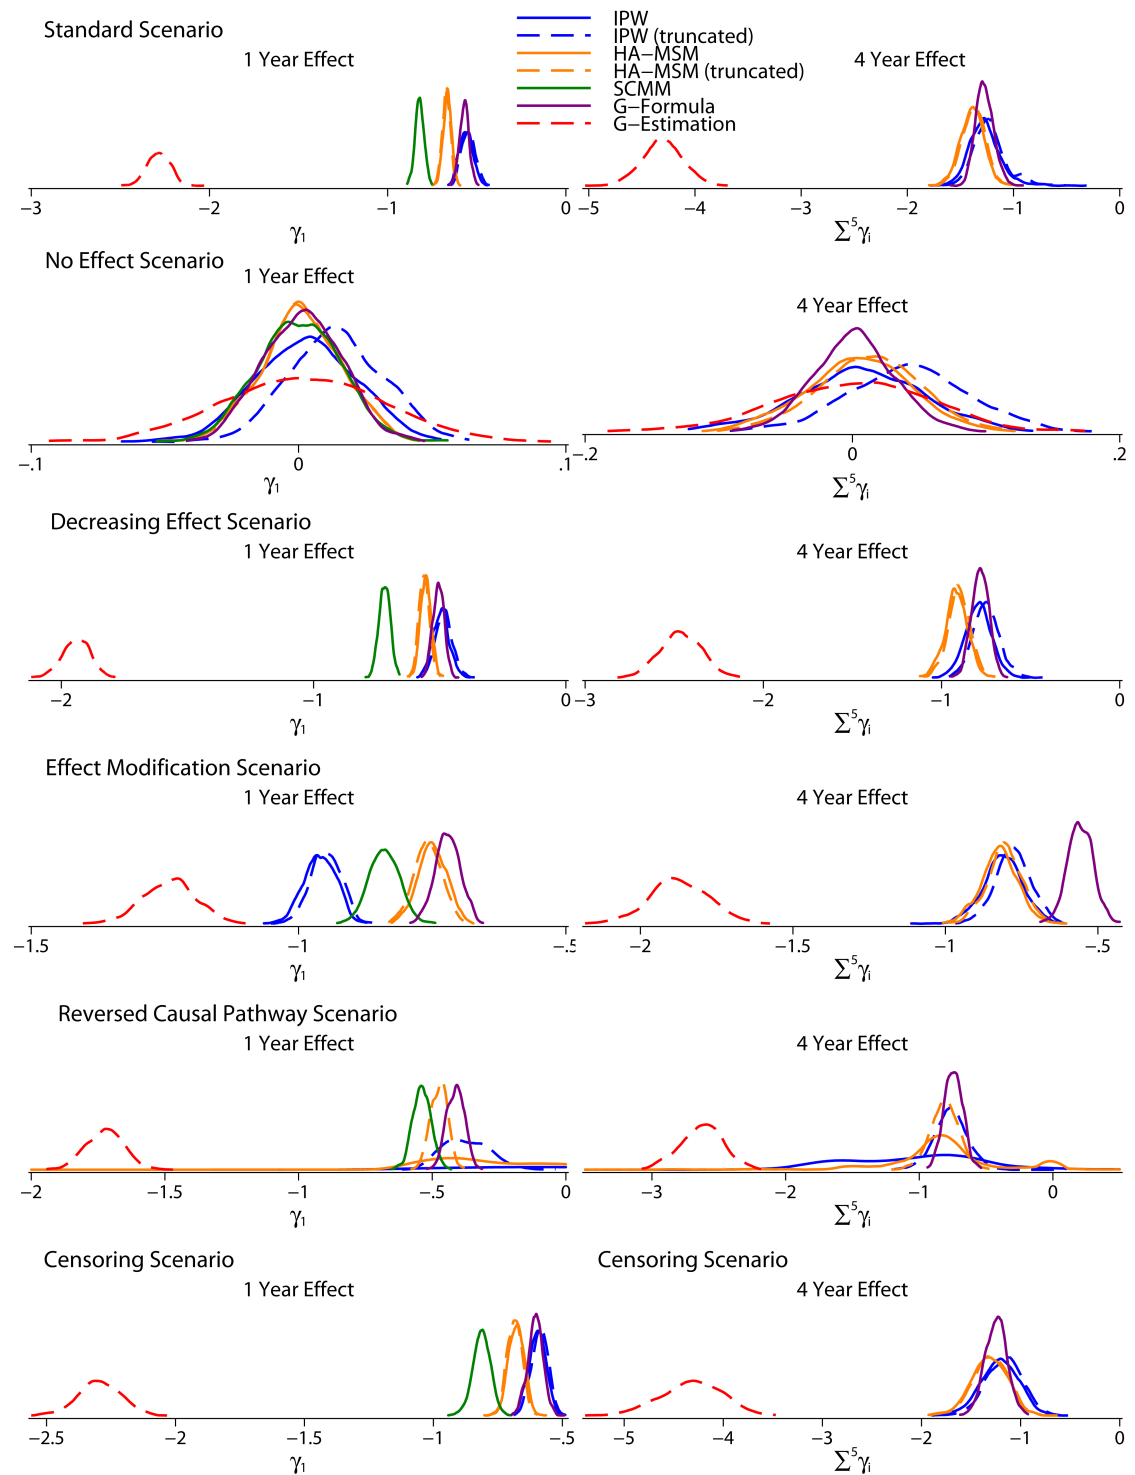 Standard Scenario
1 Year Effect
IPW
IPW (truncated)
HA−MSM
HA−MSM (truncated)
SCMM
G−Formula
G−Estimation
4 Year Effect
−3 −2 −1 0
−5 −4 −3 −2 −1 0
γ1
Σ5γi
No Effect Scenario
1 Year Effect
4 Year Effect
−.1 0 .1
−.2 0 .2
γ1
Σ5γi
Decreasing Effect Scenario
1 Year Effect
4 Year Effect
−2 −1 0
−3 −2 −1 0
γ1
Σ5γi
Effect Modification Scenario
1 Year Effect
4 Year Effect
−1.5 −1 −.5
−2 −1.5 −1 −.5
γ1
Σ5γi
Reversed Causal Pathway Scenario
1 Year Effect
4 Year Effect
−2 −1.5 −1 −.5 0
−3 −2 −1 0
γ1
Σ5γi
Censoring Scenario
Censoring Scenario
1 Year Effect
4 Year Effect
−2.5 −2 −1.5 −1 −.5
−5 −4 −3 −2 −1 0
γ1
Σ5γi